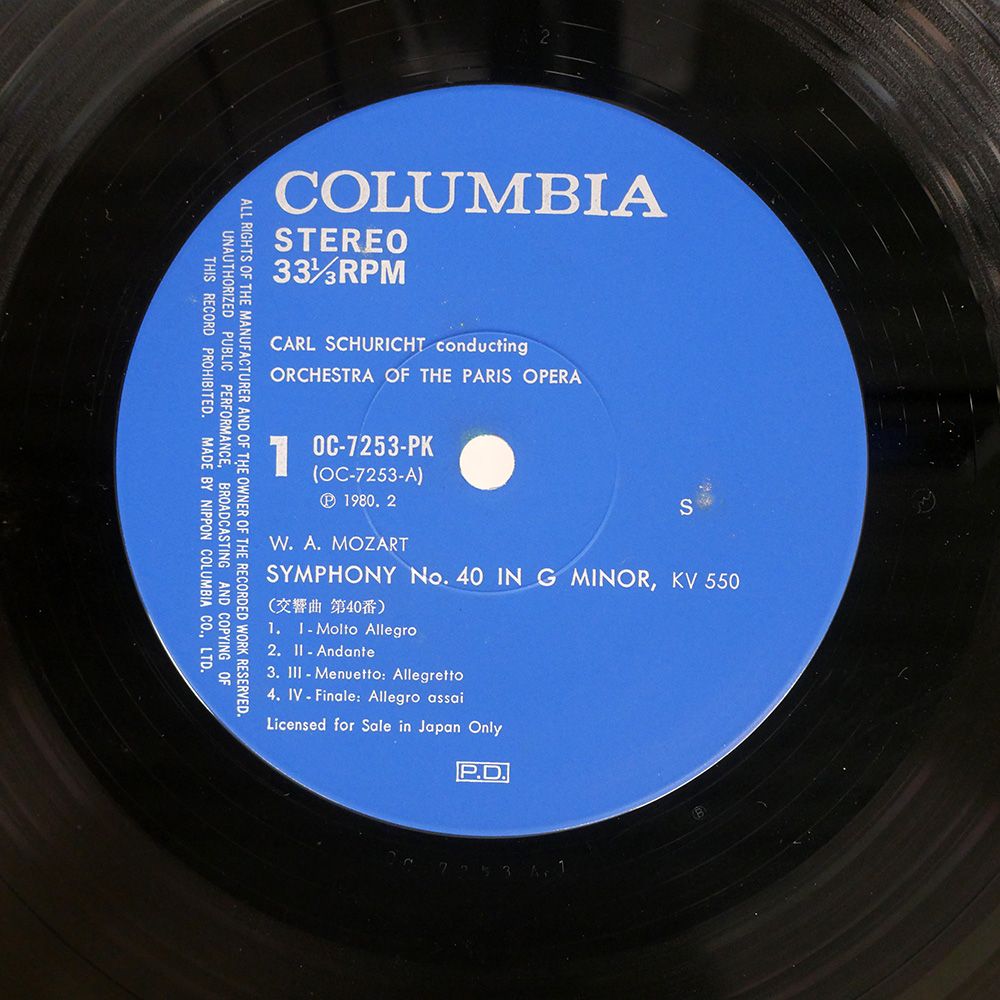 COLUMBIA
STEREO
33⅓RPM
CARL SCHURICHT conducting
ORCHESTRA OF THE PARIS OPERA
1 OC-7253-PK
(OC-7253-A)
Ⓟ 1980. 2
S
W. A. MOZART
SYMPHONY No. 40 IN G MINOR, KV 550
(交響曲 第40番)
1. I - Molto Allegro
2. II - Andante
3. III - Menuetto: Allegretto
4. IV - Finale: Allegro assai
Licensed for Sale in Japan Only
P.D.
ALL RIGHTS OF THE MANUFACTURER AND OF THE OWNER OF THE RECORDED WORK RESERVED.
UNAUTHORIZED PUBLIC PERFORMANCE, BROADCASTING AND COPYING OF
THIS RECORD PROHIBITED. MADE BY NIPPON COLUMBIA CO., LTD.